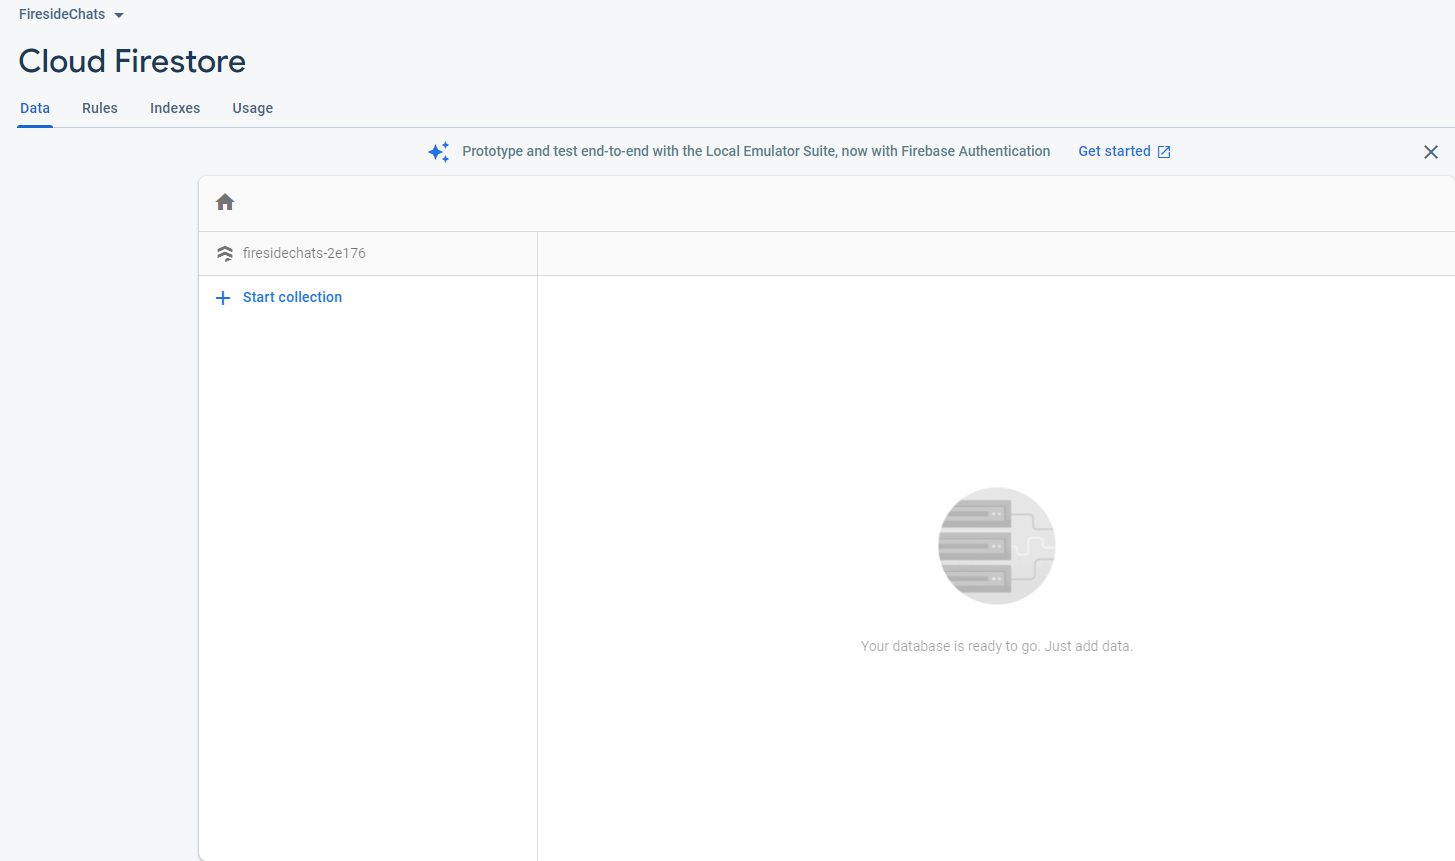 FiresideChats
Cloud Firestore
Data Rules Indexes Usage
Prototype and test end-to-end with the Local Emulator Suite, now with Firebase Authentication Get started
firesidechats-2e176
Start collection
Your database is ready to go. Just add data.